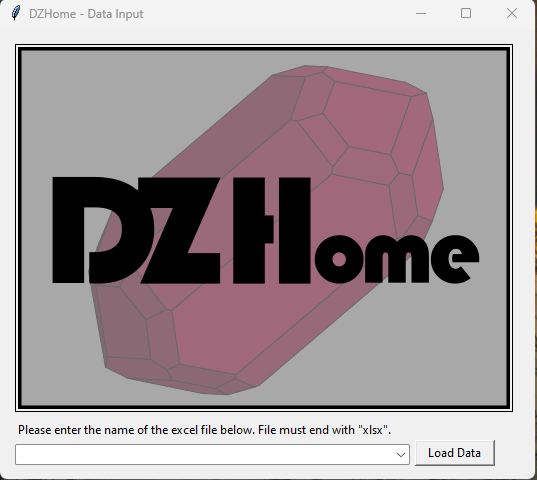 DZHome - Data Input
DZHome
Please enter the name of the excel file below. File must end with "xlsx".
Load Data